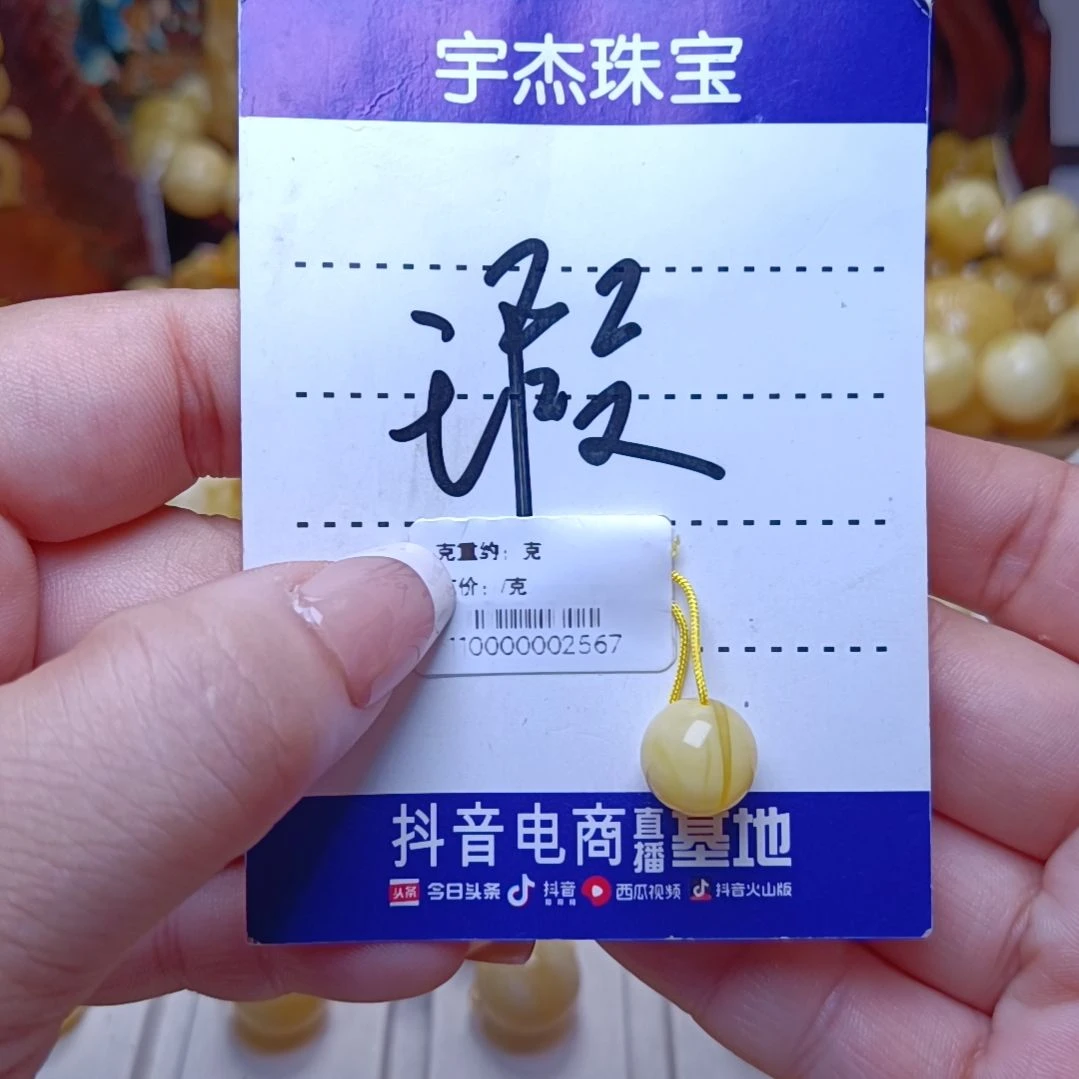 宇杰珠宝
瑕
克重约：克
价：/克
110000002567
抖音电商直播基地
头条 今日头条 抖音 西瓜视频 抖音火山版